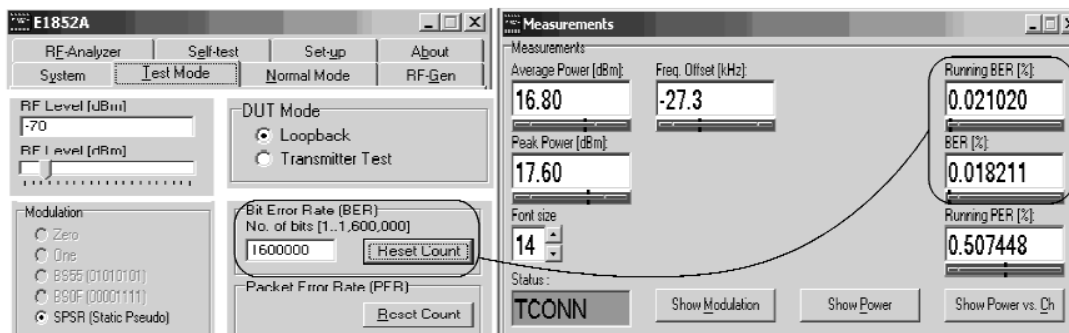 E1852A
RF-Analyzer Self-test Set-up About
System Test Mode Normal Mode RF-Gen
RF Level [dBm]
-70
RF Level [dBm]
DUT Mode
Loopback
Transmitter Test
Modulation
Zero
One
BS55 (01010101)
BS0F (00001111)
SPSR (Static Pseudo)
Bit Error Rate (BER)
No. of bits [1..1,600,000]
1600000 Reset Count
Packet Error Rate (PER)
Reset Count
Measurements
Measurements
Average Power [dBm]: Freq. Offset [kHz]: Running BER [%]:
16.80 -27.3 0.021020
Peak Power [dBm]: BER [%]:
17.60 0.018211
Font size Running PER [%]:
14 0.507448
Status :
TCONN Show Modulation Show Power Show Power vs. Ch